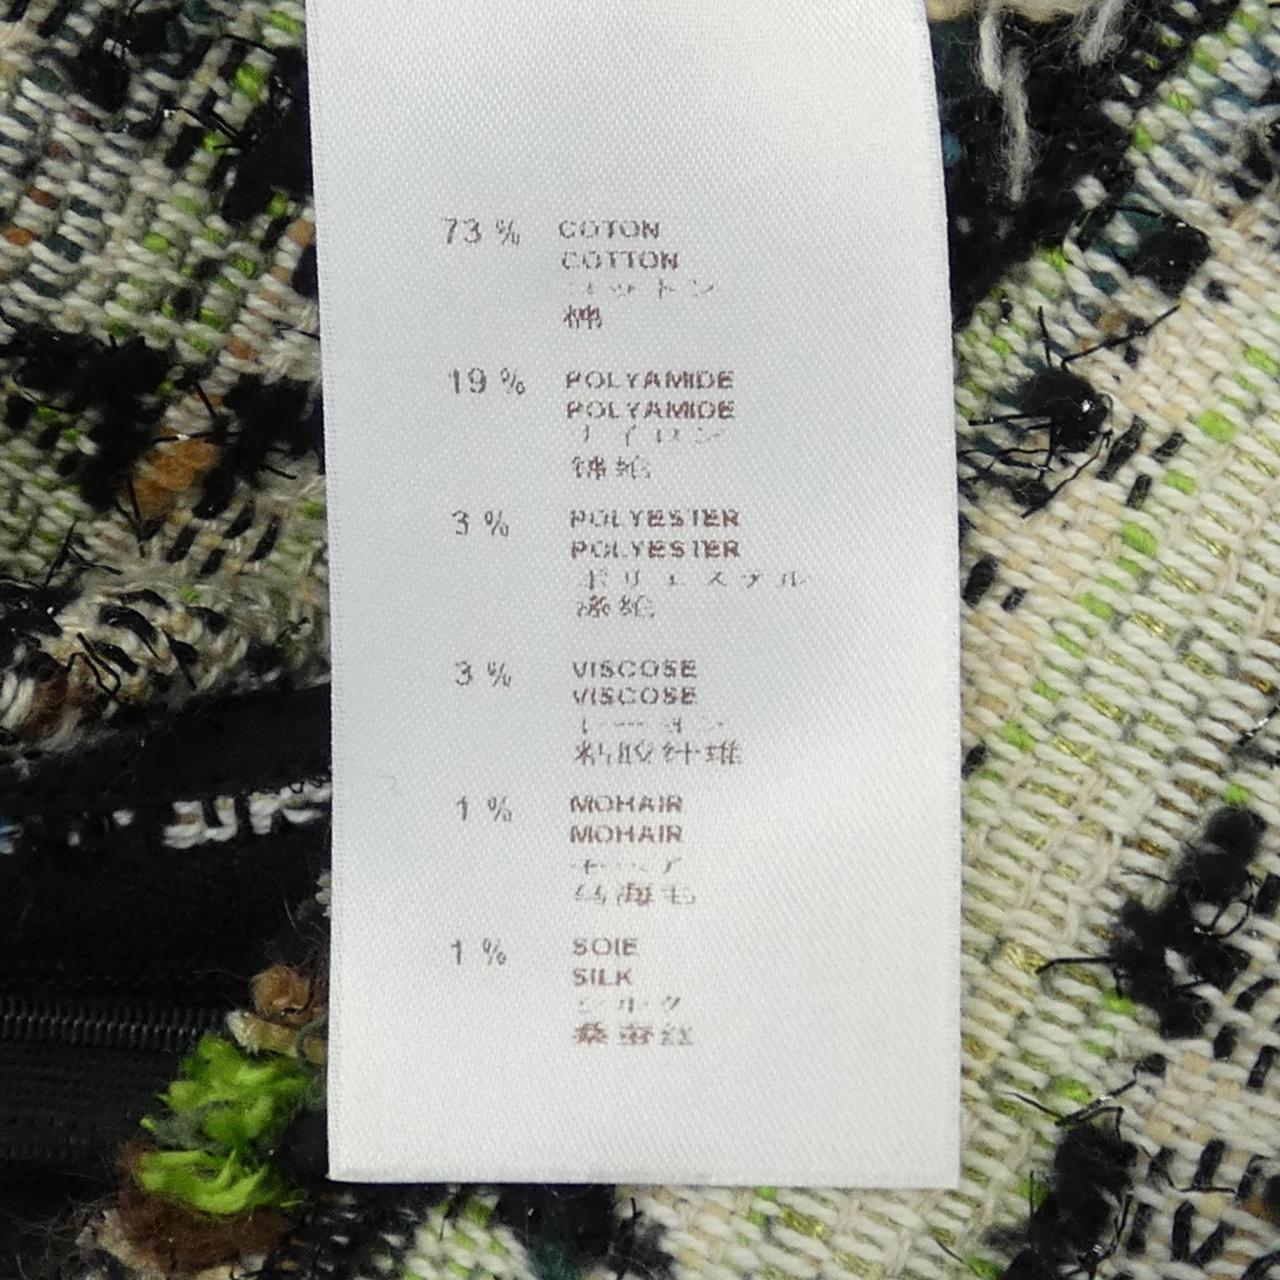 73 % COTON
COTTON
コットン
棉
19 % POLYAMIDE
POLYAMIDE
ナイロン
锦纶
3 % POLYESTER
POLYESTER
ポリエステル
涤纶
3 % VISCOSE
VISCOSE
レーヨン
粘胶纤维
1 % MOHAIR
MOHAIR
モヘア
马海毛
1 % SOIE
SILK
シルク
桑蚕丝